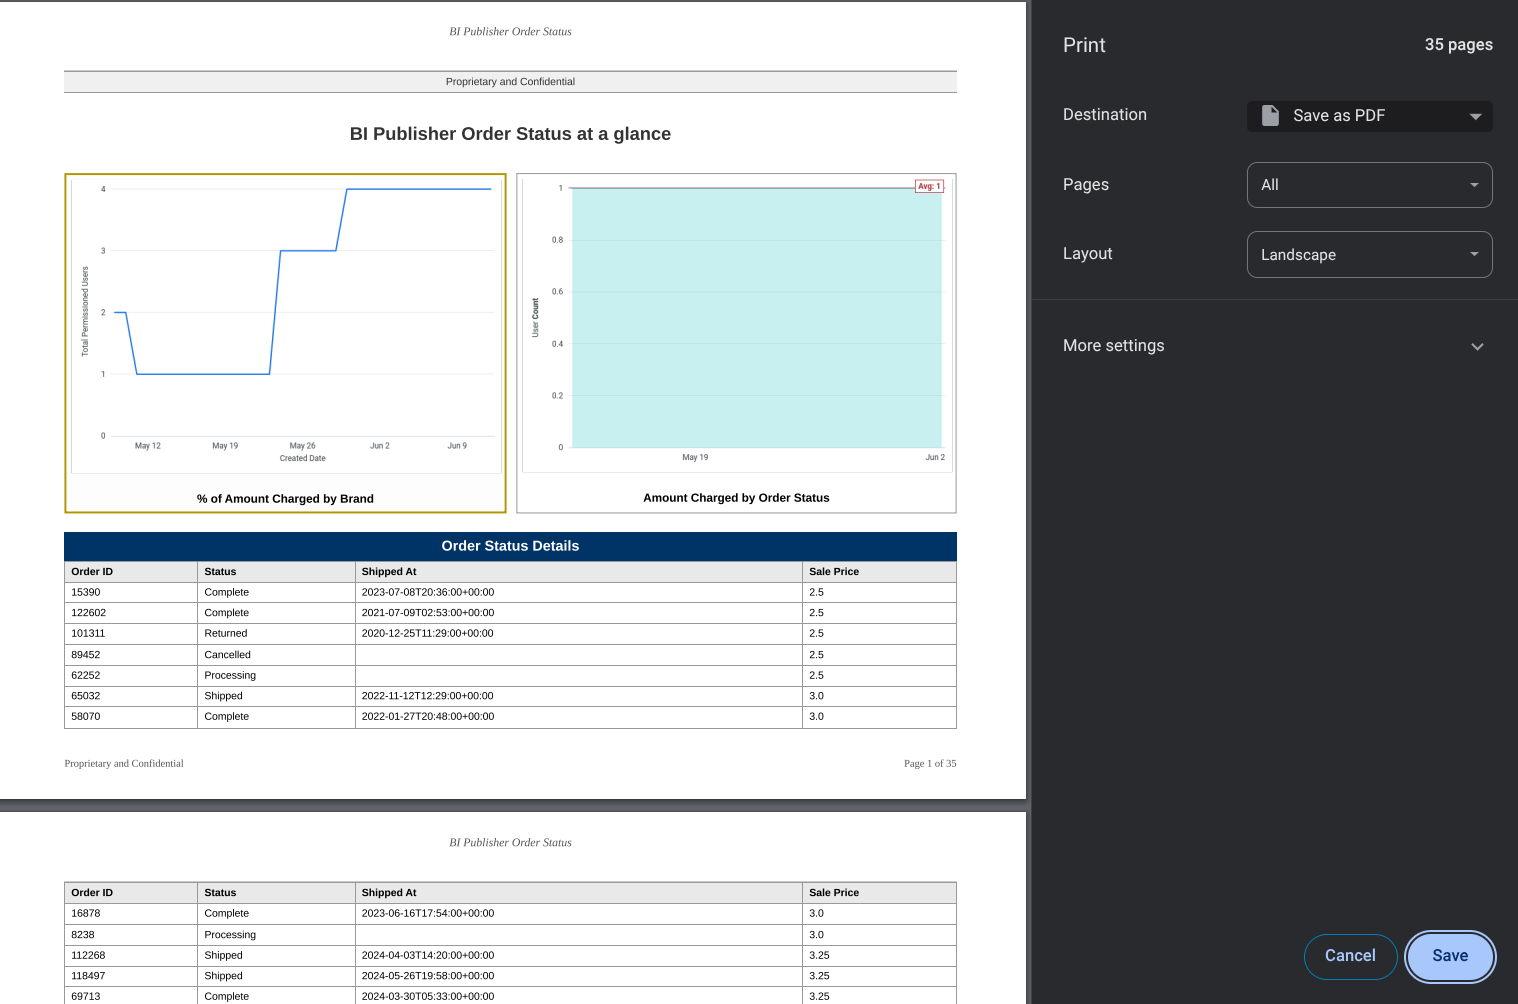 BI Publisher Order Status
Proprietary and Confidential
BI Publisher Order Status at a glance
4
3
2
1
0
Total Permissioned Users
May 12 May 19 May 26 Jun 2 Jun 9
Created Date
% of Amount Charged by Brand
Avg: 1
1
0.8
0.6
0.4
0.2
0
User Count
May 19 Jun 2
Amount Charged by Order Status
Order Status Details
Order ID Status Shipped At Sale Price
15390 Complete 2023-07-08T20:36:00+00:00 2.5
122602 Complete 2021-07-09T02:53:00+00:00 2.5
101311 Returned 2020-12-25T11:29:00+00:00 2.5
89452 Cancelled 2.5
62252 Processing 2.5
65032 Shipped 2022-11-12T12:29:00+00:00 3.0
58070 Complete 2022-01-27T20:48:00+00:00 3.0
Proprietary and Confidential Page 1 of 35
BI Publisher Order Status
Order ID Status Shipped At Sale Price
16878 Complete 2023-06-16T17:54:00+00:00 3.0
8238 Processing 3.0
112268 Shipped 2024-04-03T14:20:00+00:00 3.25
118497 Shipped 2024-05-26T19:58:00+00:00 3.25
69713 Complete 2024-03-30T05:33:00+00:00 3.25
Print 35 pages
Destination Save as PDF
Pages All
Layout Landscape
More settings
Cancel Save